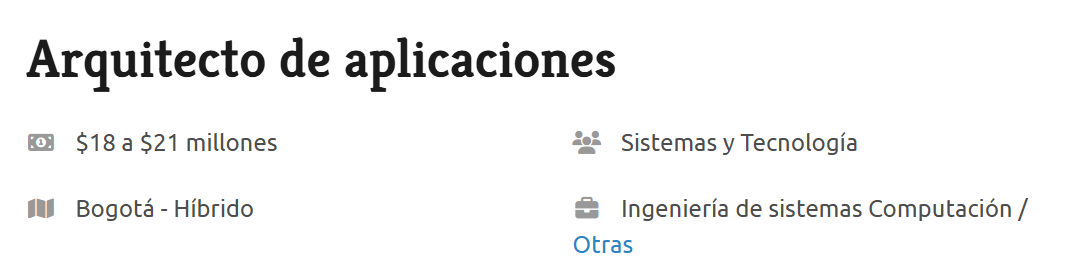 Arquitecto de aplicaciones
$18 a $21 millones
Sistemas y Tecnología
Bogotá - Híbrido
Ingeniería de sistemas Computación /
Otras